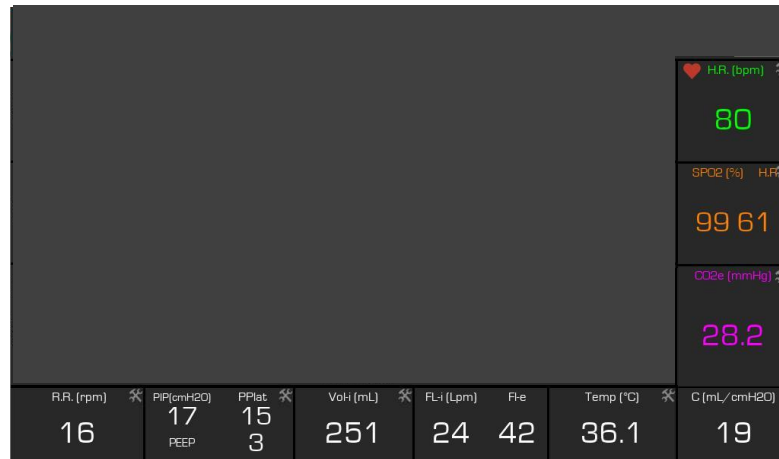 H.R. (bpm)
80
SPO2 (%) H.R
99 61
CO2e (mmHg)
28.2
R.R. (rpm) PIP(cmH2O) PPlat Vol-i (mL) FL-i (Lpm) Fl-e Temp (°C) C (mL/cmH2O)
16 17 15 251 24 42 36.1 19
PEEP 3